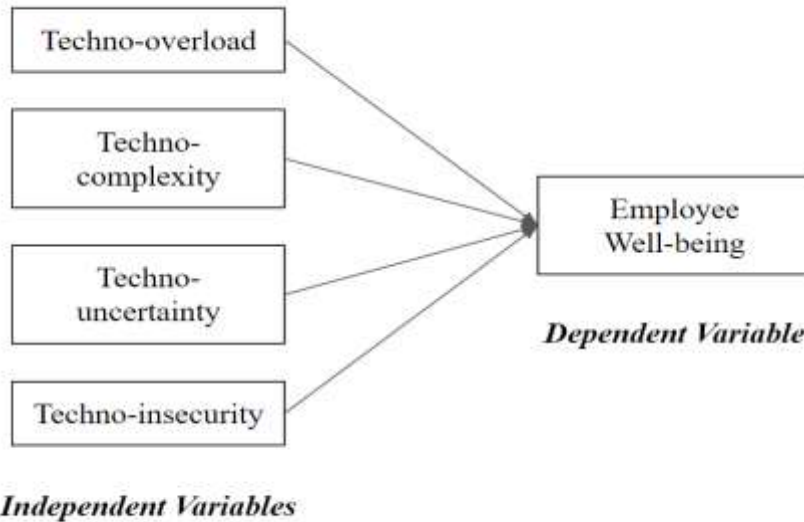 Techno-overload
Techno-
complexity
Techno-
uncertainty
Techno-insecurity
Independent Variables
Employee
Well-being
Dependent Variable